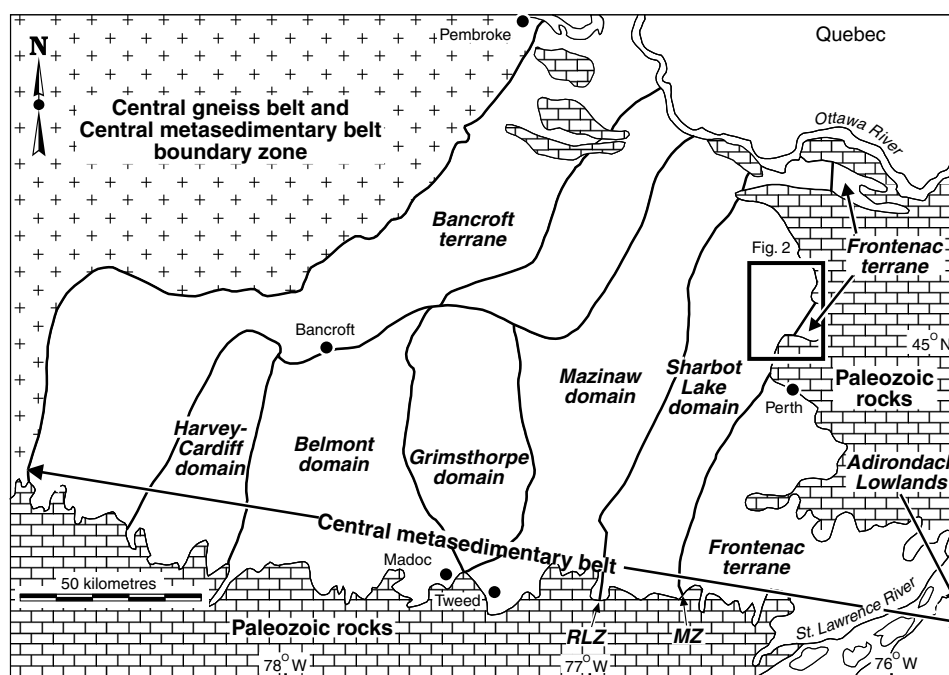 Pembroke
Quebec
N
Central gneiss belt and
Central metasedimentary belt
boundary zone
Ottawa River
Bancroft
terrane
Fig. 2
Frontenac
terrane
Bancroft
45° N
Mazinaw
domain
Sharbot
Lake
domain
Paleozoic
rocks
Perth
Harvey-
Cardiff
domain
Belmont
domain
Grimsthorpe
domain
Adirondack
Lowlands
Central metasedimentary belt
Frontenac
terrane
Madoc
50 kilometres
Tweed
St. Lawrence River
Paleozoic rocks
RLZ
MZ
78° W
77° W
76° W